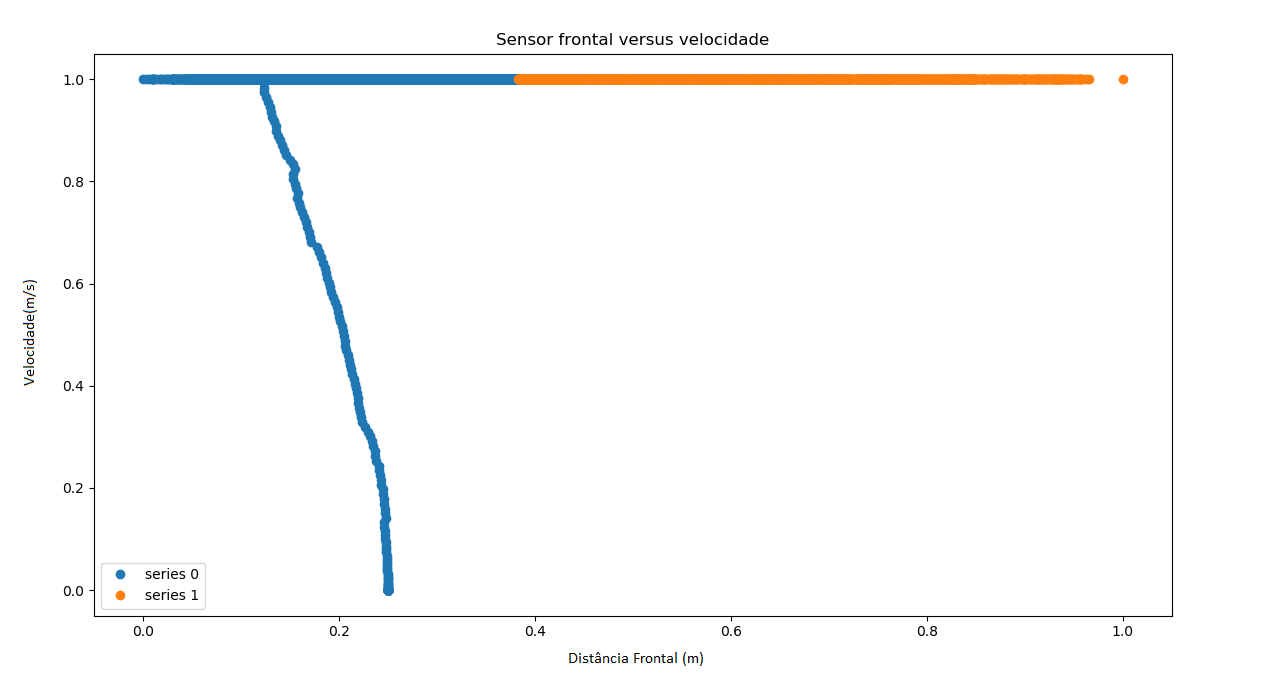 Sensor frontal versus velocidade
1.0
0.8
0.6
0.4
0.2
0.0
Velocidade(m/s)
series 0
series 1
0.0 0.2 0.4 0.6 0.8 1.0
Distância Frontal (m)